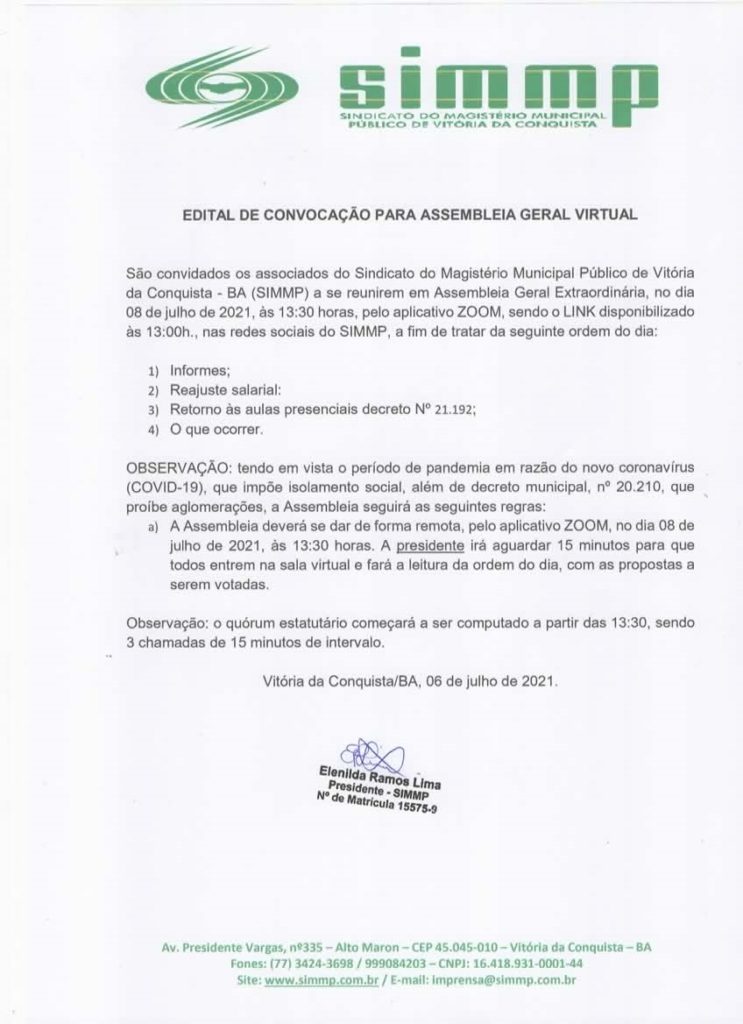 simmp
SINDICATO DO MAGISTÉRIO MUNICIPAL
PÚBLICO DE VITÓRIA DA CONQUISTA
EDITAL DE CONVOCAÇÃO PARA ASSEMBLEIA GERAL VIRTUAL
São convidados os associados do Sindicato do Magistério Municipal Público de Vitória
da Conquista - BA (SIMMP) a se reunirem em Assembleia Geral Extraordinária, no dia
08 de julho de 2021, às 13:30 horas, pelo aplicativo ZOOM, sendo o LINK disponibilizado
às 13:00h., nas redes sociais do SIMMP, a fim de tratar da seguinte ordem do dia:
1) Informes;
2) Reajuste salarial:
3) Retorno às aulas presenciais decreto Nº 21.192;
4) O que ocorrer.
OBSERVAÇÃO: tendo em vista o período de pandemia em razão do novo coronavírus
(COVID-19), que impõe isolamento social, além de decreto municipal, nº 20.210, que
proíbe aglomerações, a Assembleia seguirá as seguintes regras:
a) A Assembleia deverá se dar de forma remota, pelo aplicativo ZOOM, no dia 08 de
julho de 2021, às 13:30 horas. A presidente irá aguardar 15 minutos para que
todos entrem na sala virtual e fará a leitura da ordem do dia, com as propostas a
serem votadas.
Observação: o quórum estatutário começará a ser computado a partir das 13:30, sendo
3 chamadas de 15 minutos de intervalo.
Vitória da Conquista/BA, 06 de julho de 2021.
Elenilda Ramos Lima
Presidente - SIMMP
Nº de Matricula 15575-9
Av. Presidente Vargas, nº335 – Alto Maron – CEP 45.045-010 – Vitória da Conquista – BA
Fones: (77) 3424-3698 / 999084203 – CNPJ: 16.418.931-0001-44
Site: www.simmp.com.br / E-mail: imprensa@simmp.com.br